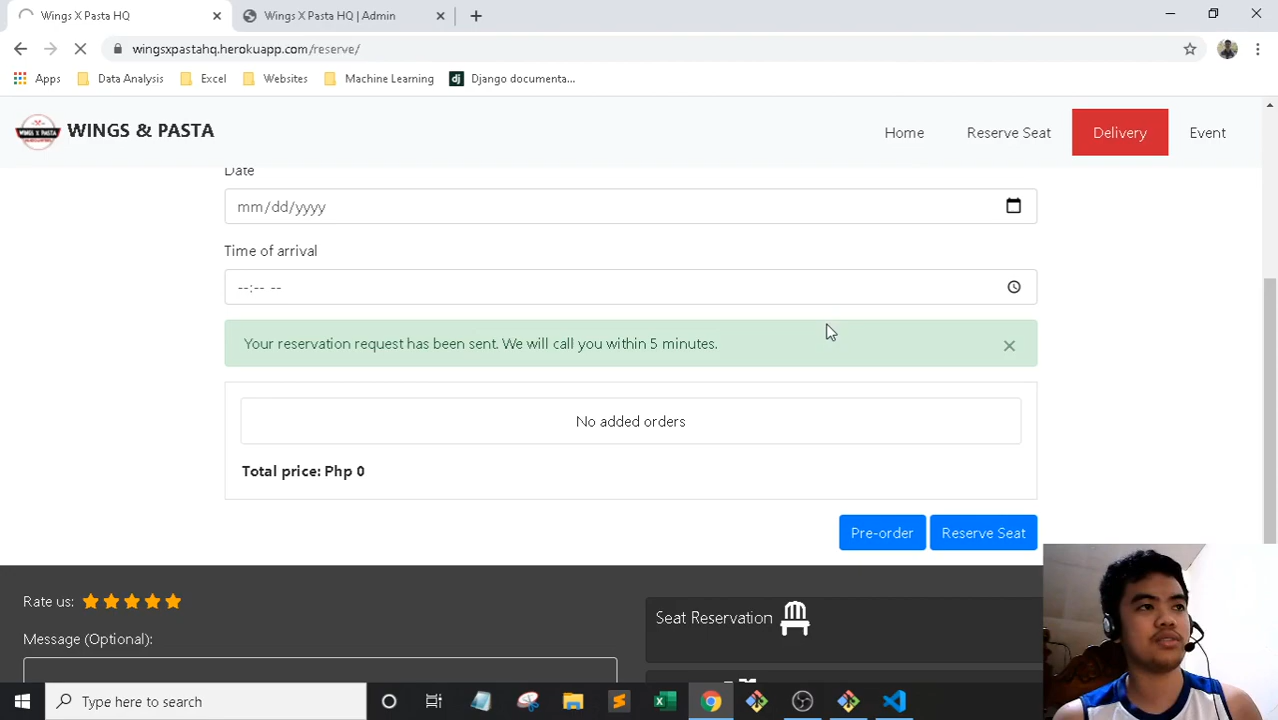 Wings X Pasta HQ
Wings X Pasta HQ | Admin
wingsxpastahq.herokuapp.com/reserve/
Apps
Data Analysis
Excel
Websites
Machine Learning
dj
Django documenta...
WINGS X PASTA
WINGS & PASTA
Home
Reserve Seat
Delivery
Event
Date
mm/dd/yyyy
Time of arrival
--:-- --
Your reservation request has been sent. We will call you within 5 minutes.
No added orders
Total price: Php 0
Pre-order
Reserve Seat
Rate us:
Message (Optional):
Seat Reservation
Type here to search